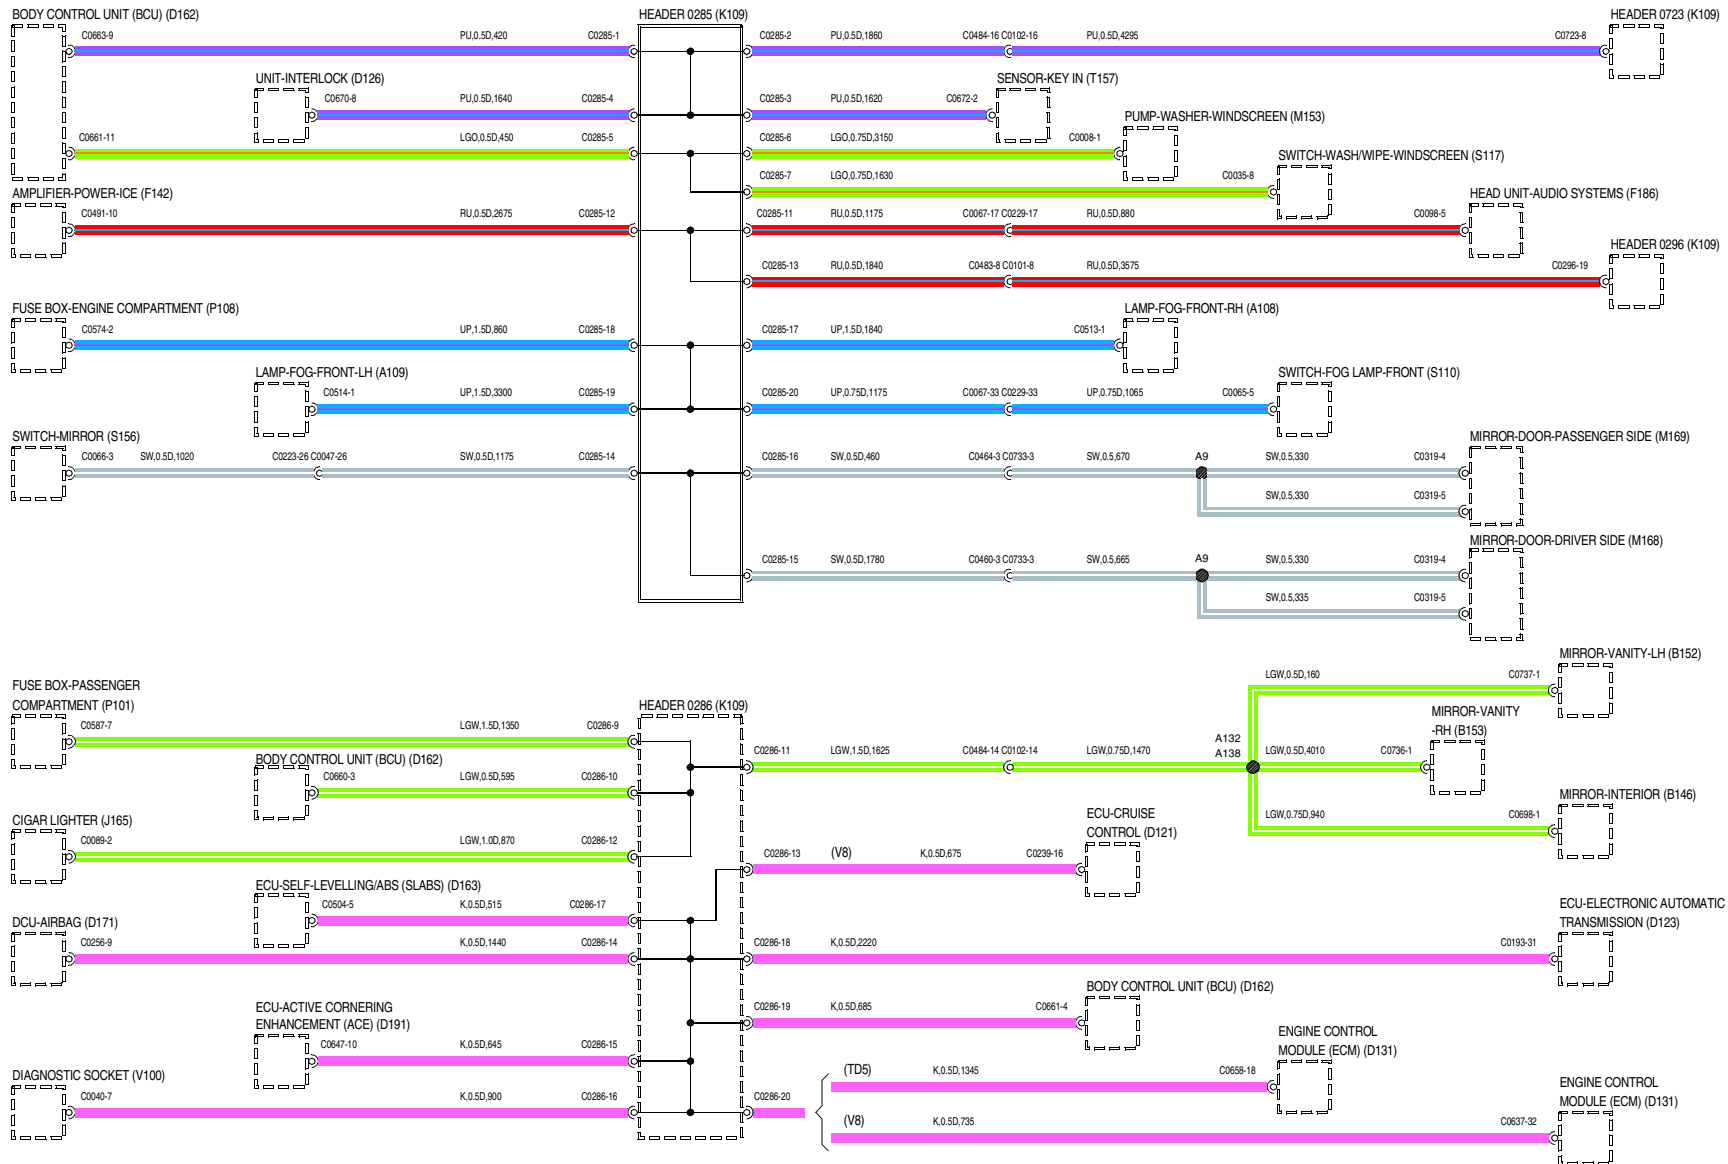 BODY CONTROL UNIT (BCU) (D162)
HEADER 0285 (K109)
HEADER 0723 (K109)
C0663-9
PU,0.5D,420
C0285-1
C0285-2
PU,0.5D,1860
C0484-16 C0102-16
PU,0.5D,4295
C0723-8
UNIT-INTERLOCK (D126)
SENSOR-KEY IN (T157)
C0670-8
PU,0.5D,1640
C0285-4
C0285-3
PU,0.5D,1620
C0672-2
PUMP-WASHER-WINDSCREEN (M153)
C0661-11
LGO,0.5D,450
C0285-5
C0285-6
LGO,0.75D,3150
C0008-1
SWITCH-WASH/WIPE-WINDSCREEN (S117)
C0285-7
LGO,0.75D,1630
C0035-8
AMPLIFIER-POWER-ICE (F142)
HEAD UNIT-AUDIO SYSTEMS (F186)
C0491-10
RU,0.5D,2675
C0285-12
C0285-11
RU,0.5D,1175
C0067-17 C0229-17
RU,0.5D,880
C0098-5
HEADER 0296 (K109)
C0285-13
RU,0.5D,1840
C0483-8 C0101-8
RU,0.5D,3575
C0296-19
FUSE BOX-ENGINE COMPARTMENT (P108)
LAMP-FOG-FRONT-RH (A108)
C0574-2
UP,1.5D,860
C0285-18
C0285-17
UP,1.5D,1840
C0513-1
LAMP-FOG-FRONT-LH (A109)
SWITCH-FOG LAMP-FRONT (S110)
C0514-1
UP,1.5D,3300
C0285-19
C0285-20
UP,0.75D,1175
C0067-33 C0229-33
UP,0.75D,1065
C0065-5
SWITCH-MIRROR (S156)
MIRROR-DOOR-PASSENGER SIDE (M169)
C0066-3
SW,0.5D,1020
C0223-26 C0047-26
SW,0.5D,1175
C0285-14
C0285-16
SW,0.5D,460
C0464-3 C0733-3
SW,0.5,670
A9
SW,0.5,330
C0319-4
SW,0.5,330
C0319-5
MIRROR-DOOR-DRIVER SIDE (M168)
C0285-15
SW,0.5D,1780
C0460-3 C0733-3
SW,0.5,665
A9
SW,0.5,330
C0319-4
SW,0.5,335
C0319-5
MIRROR-VANITY-LH (B152)
LGW,0.5D,160
C0737-1
FUSE BOX-PASSENGER
COMPARTMENT (P101)
HEADER 0286 (K109)
MIRROR-VANITY
-RH (B153)
C0587-7
LGW,1.5D,1350
C0286-9
C0286-11
LGW,1.5D,1625
C0484-14 C0102-14
LGW,0.75D,1470
A132
A138
LGW,0.5D,4010
C0736-1
BODY CONTROL UNIT (BCU) (D162)
C0660-3
LGW,0.5D,595
C0286-10
MIRROR-INTERIOR (B146)
LGW,0.75D,940
C0698-1
CIGAR LIGHTER (J165)
C0089-2
LGW,1.0D,870
C0286-12
ECU-CRUISE
CONTROL (D121)
C0286-13
(V8)
K,0.5D,675
C0239-16
ECU-SELF-LEVELLING/ABS (SLABS) (D163)
C0504-5
K,0.5D,515
C0286-17
ECU-ELECTRONIC AUTOMATIC
TRANSMISSION (D123)
DCU-AIRBAG (D171)
C0256-9
K,0.5D,1440
C0286-14
C0286-18
K,0.5D,2220
C0193-31
BODY CONTROL UNIT (BCU) (D162)
C0286-19
K,0.5D,685
C0661-4
ECU-ACTIVE CORNERING
ENHANCEMENT (ACE) (D191)
C0647-10
K,0.5D,645
C0286-15
ENGINE CONTROL
MODULE (ECM) (D131)
(TD5)
K,0.5D,1345
C0658-18
DIAGNOSTIC SOCKET (V100)
C0040-7
K,0.5D,900
C0286-16
C0286-20
ENGINE CONTROL
MODULE (ECM) (D131)
(V8)
K,0.5D,735
C0637-32